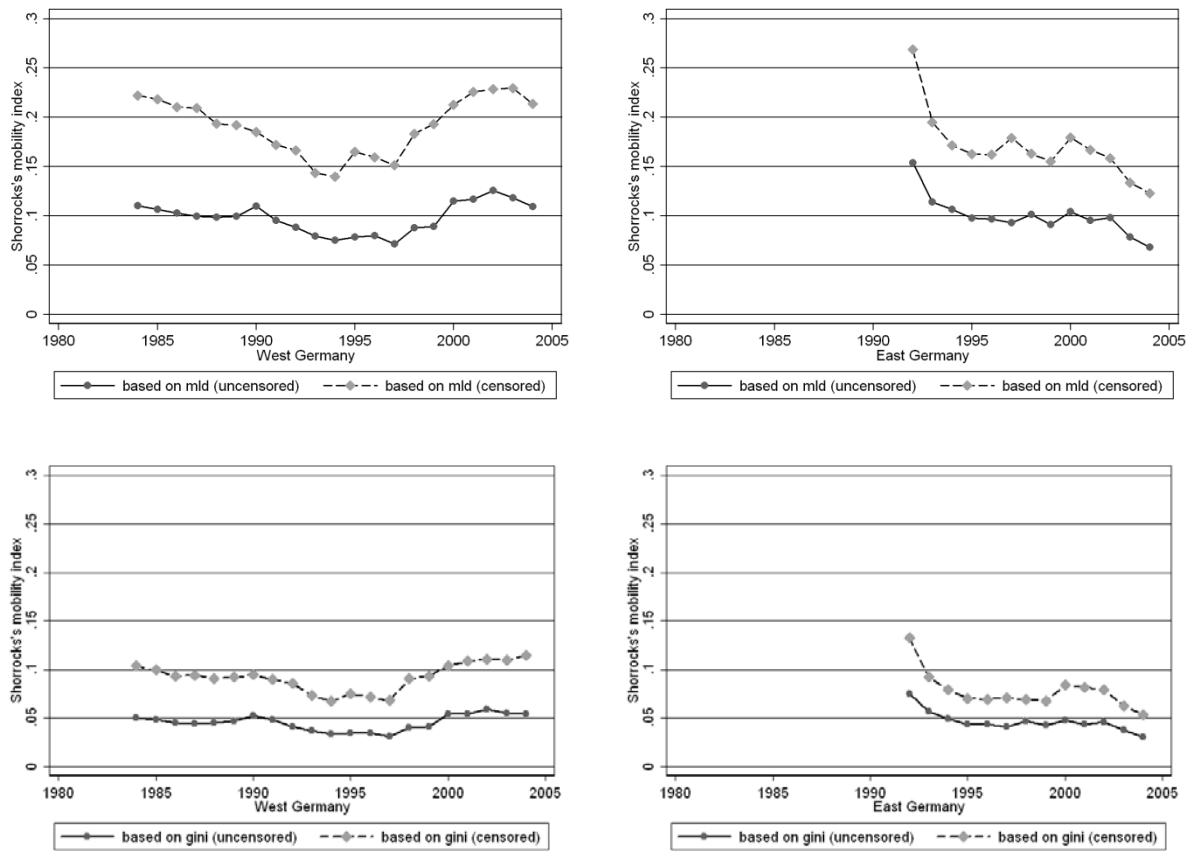 Shorrocks's mobility index
.3
.25
.2
.15
.1
.05
0
1980 1985 1990 1995 2000 2005
West Germany
based on mld (uncensored) based on mld (censored)
Shorrocks's mobility index
.3
.25
.2
.15
.1
.05
0
1980 1985 1990 1995 2000 2005
East Germany
based on mld (uncensored) based on mld (censored)
Shorrocks's mobility index
.3
.25
.2
.15
.1
.05
0
1980 1985 1990 1995 2000 2005
West Germany
based on gini (uncensored) based on gini (censored)
Shorrocks's mobility index
.3
.25
.2
.15
.1
.05
0
1980 1985 1990 1995 2000 2005
East Germany
based on gini (uncensored) based on gini (censored)